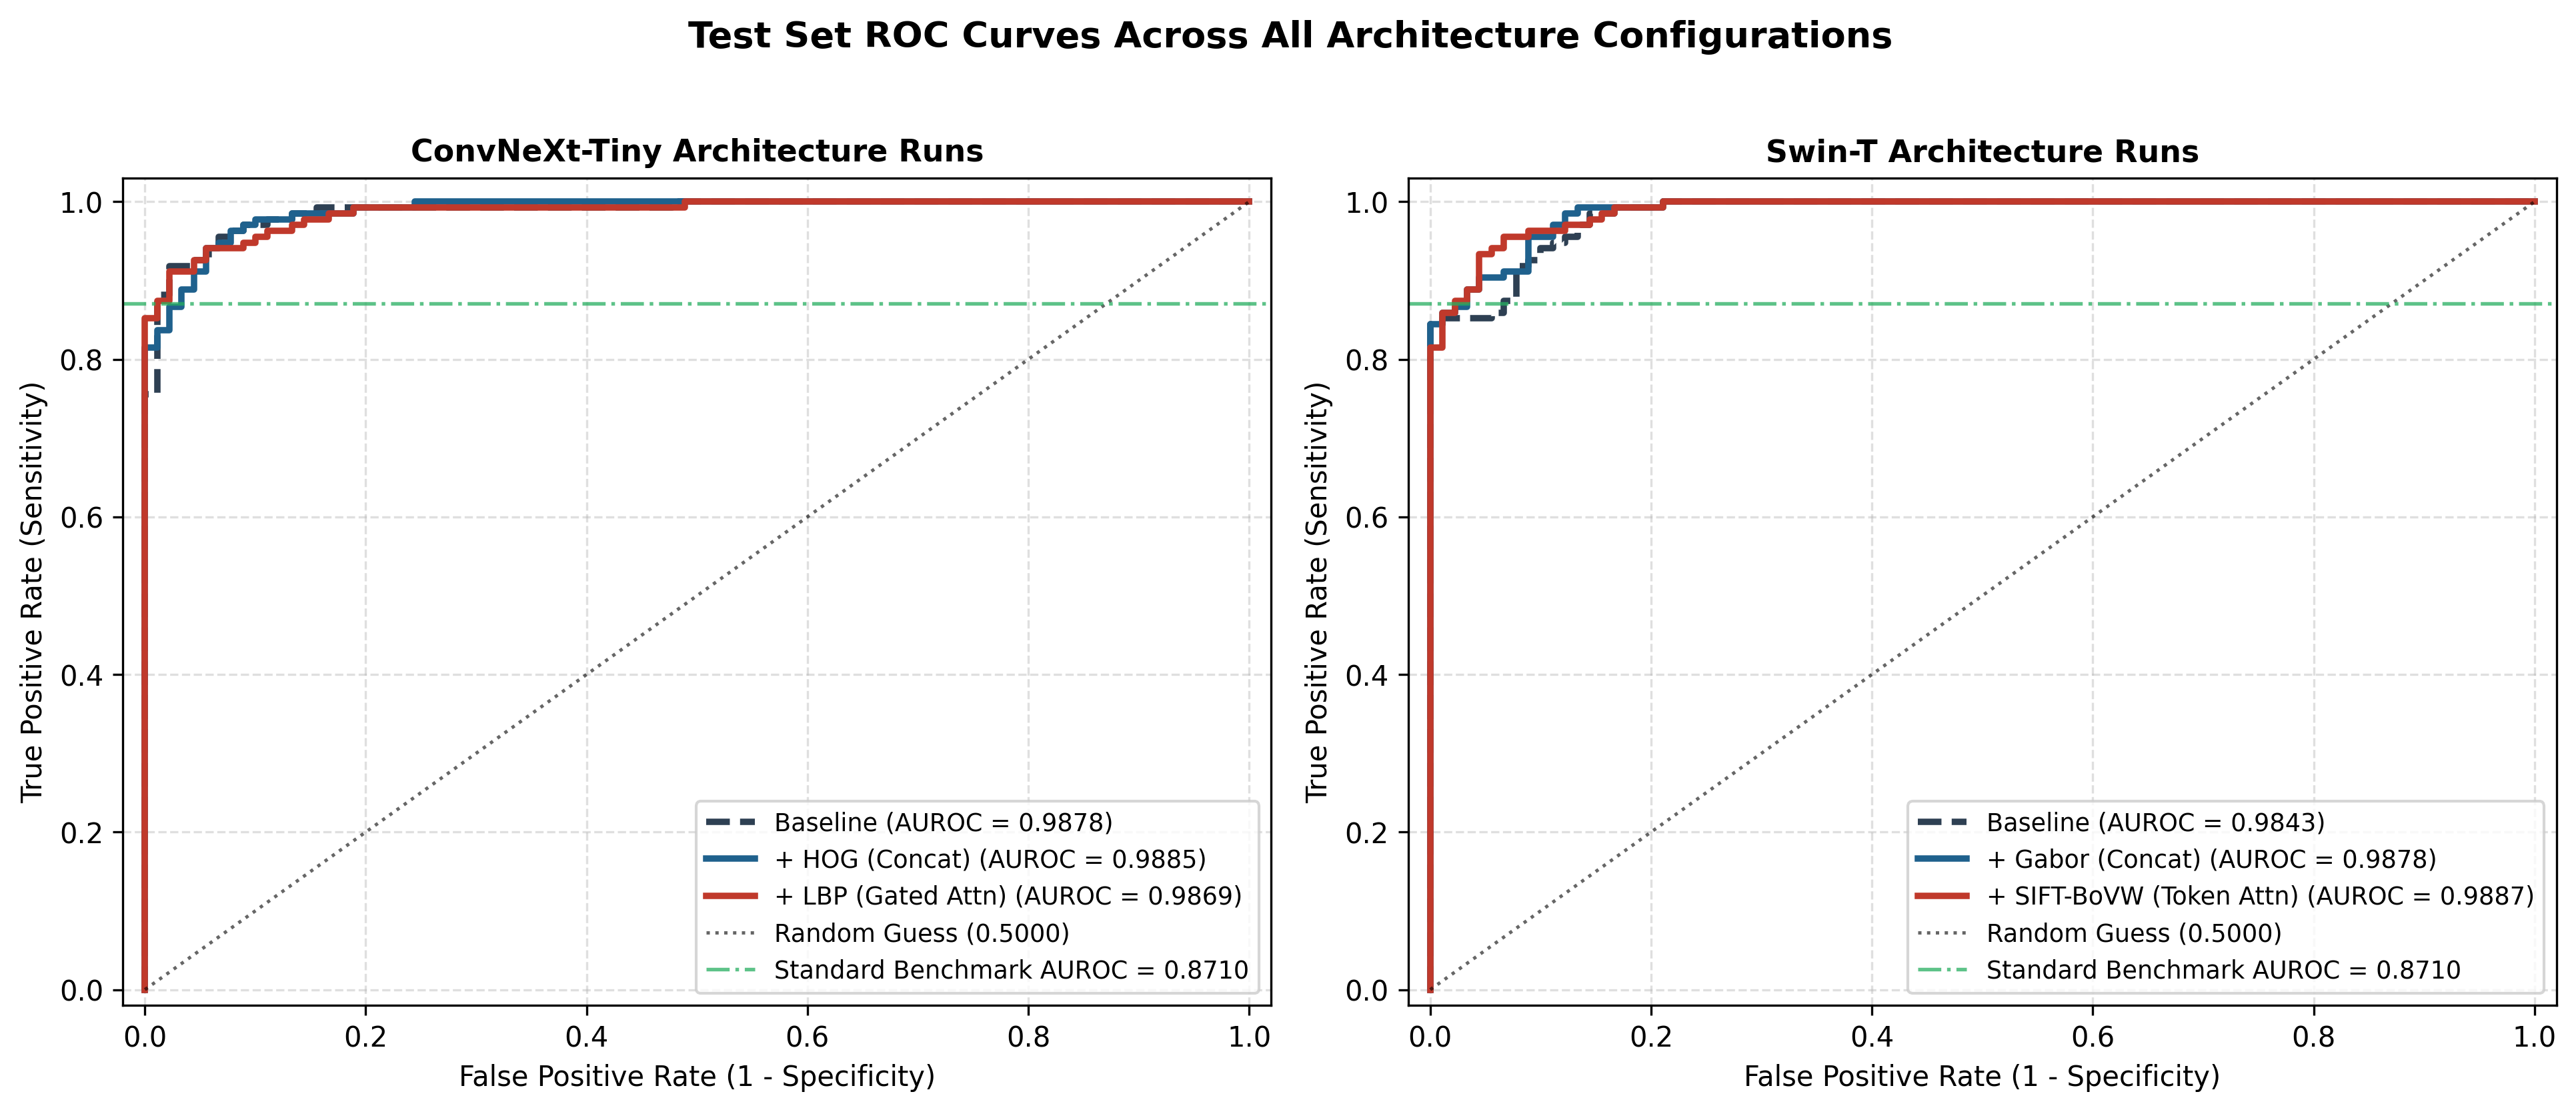 Test Set ROC Curves Across All Architecture Configurations
ConvNeXt-Tiny Architecture Runs
True Positive Rate (Sensitivity)
1.0
0.8
0.6
0.4
0.2
0.0
Baseline (AUROC = 0.9878)
+ HOG (Concat) (AUROC = 0.9885)
+ LBP (Gated Attn) (AUROC = 0.9869)
Random Guess (0.5000)
Standard Benchmark AUROC = 0.8710
0.0 0.2 0.4 0.6 0.8 1.0
False Positive Rate (1 - Specificity)
Swin-T Architecture Runs
True Positive Rate (Sensitivity)
1.0
0.8
0.6
0.4
0.2
0.0
Baseline (AUROC = 0.9843)
+ Gabor (Concat) (AUROC = 0.9878)
+ SIFT-BoVW (Token Attn) (AUROC = 0.9887)
Random Guess (0.5000)
Standard Benchmark AUROC = 0.8710
0.0 0.2 0.4 0.6 0.8 1.0
False Positive Rate (1 - Specificity)